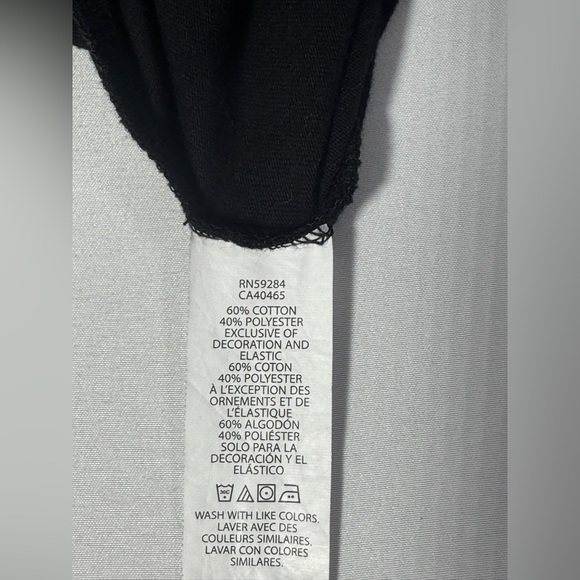 RN59284
CA40465
60% COTTON
40% POLYESTER
EXCLUSIVE OF
DECORATION AND
ELASTIC
60% COTON
40% POLYESTER
À L'EXCEPTION DES
ORNEMENTS ET DE
L'ÉLASTIQUE
60% ALGODÓN
40% POLIÉSTER
SOLO PARA LA
DECORACIÓN Y EL
ELÁSTICO
30C
WASH WITH LIKE COLORS.
LAVER AVEC DES
COULEURS SIMILAIRES.
LAVAR CON COLORES
SIMILARES.